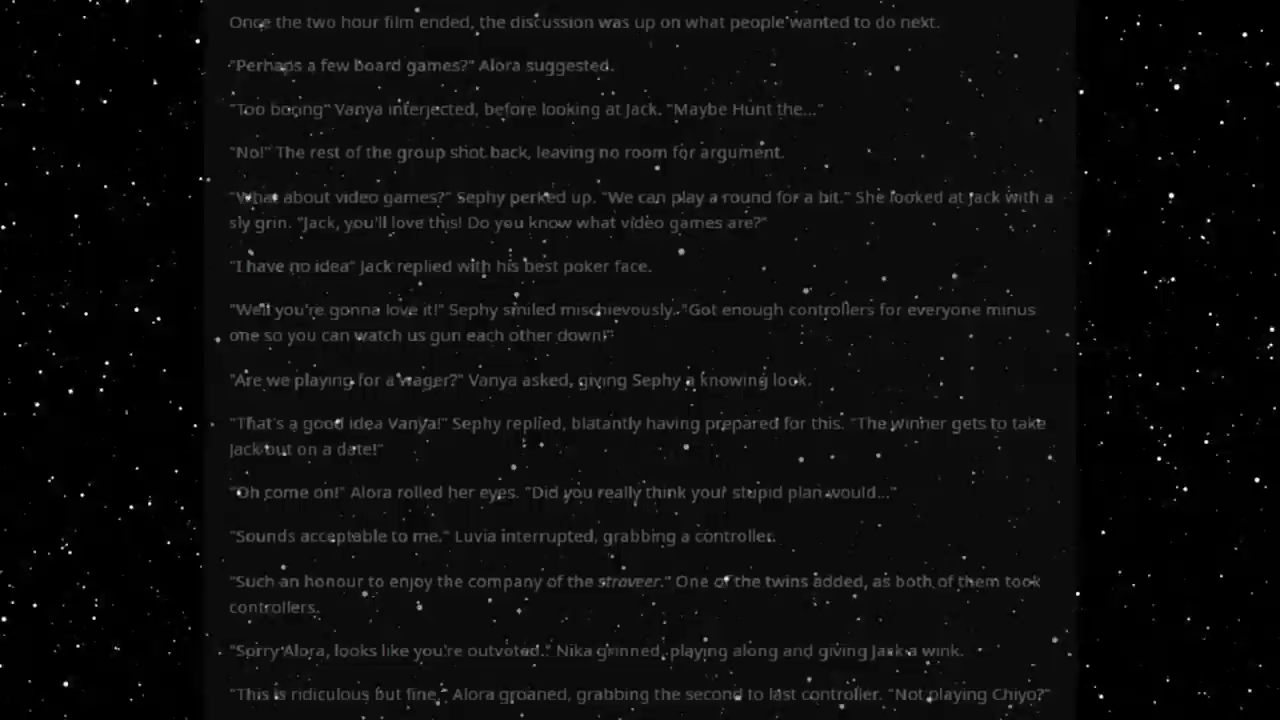 Once the two hour film ended, the discussion was up on what people wanted to do next.
"Perhaps a few board games?" Alora suggested.
"Too boring" Vanya interjected, before looking at Jack. "Maybe Hunt the..."
"No!" The rest of the group shot back, leaving no room for argument.
"What about video games?" Sephy perked up. "We can play a round for a bit." She looked at Jack with a
sly grin. "Jack, you'll love this! Do you know what video games are?"
"I have no idea" Jack replied with his best poker face.
"Well you're gonna love it!" Sephy smiled mischievously. "Got enough controllers for everyone minus
one so you can watch us gun each other down!"
"Are we playing for a wager?" Vanya asked, giving Sephy a knowing look.
"That's a good idea Vanya!" Sephy replied, blatantly having prepared for this. "The winner gets to take
Jack out on a date!"
"Oh come on!" Alora rolled her eyes. "Did you really think your stupid plan would..."
"Sounds acceptable to me." Luvia interrupted, grabbing a controller.
"Such an honour to enjoy the company of the straveer." One of the twins added, as both of them took
controllers.
"Sorry Alora, looks like you're outvoted.." Nika grinned, playing along and giving Jack a wink.
"This is ridiculous but fine," Alora groaned, grabbing the second to last controller. "Not playing Chiyo?"